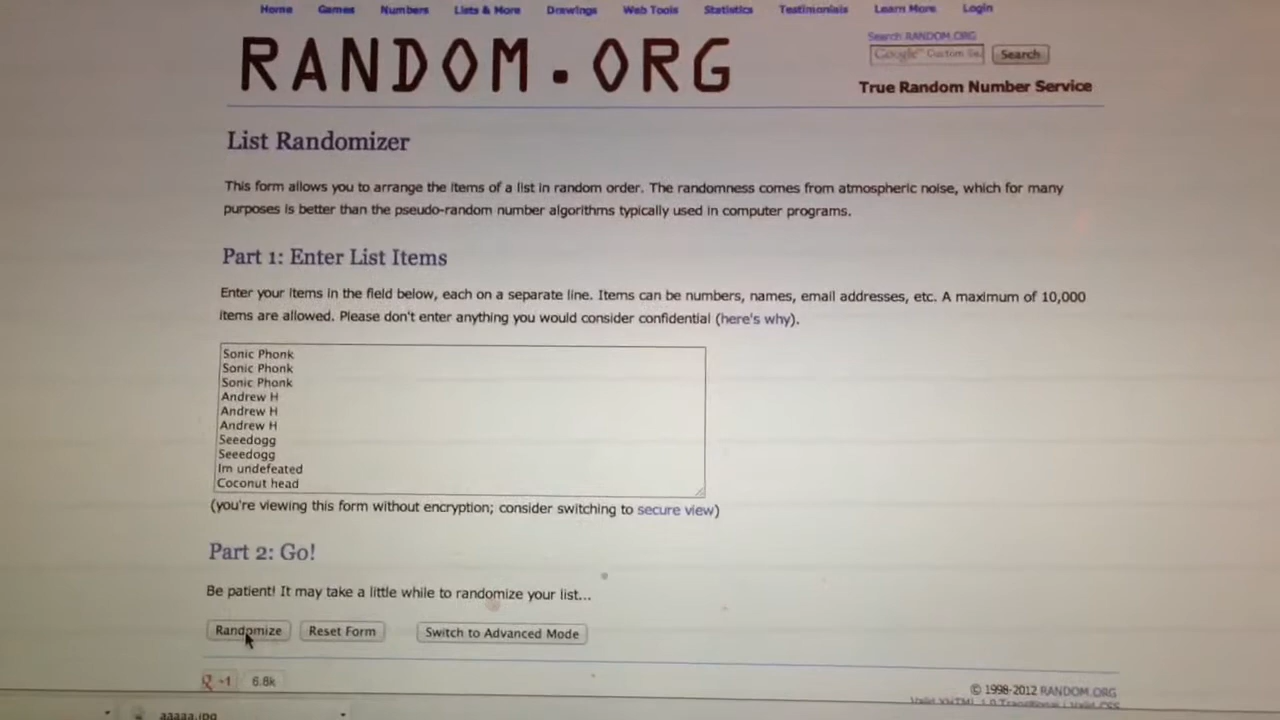 Home Games Numbers Lists & More Drawings Web Tools Statistics Testimonials Learn More Login
RANDOM.ORG
Search RANDOM.ORG
Google™ Custom Search
True Random Number Service
List Randomizer
This form allows you to arrange the items of a list in random order. The randomness comes from atmospheric noise, which for many
purposes is better than the pseudo-random number algorithms typically used in computer programs.
Part 1: Enter List Items
Enter your items in the field below, each on a separate line. Items can be numbers, names, email addresses, etc. A maximum of 10,000
items are allowed. Please don't enter anything you would consider confidential (here's why).
Sonic Phonk
Sonic Phonk
Sonic Phonk
Andrew H
Andrew H
Andrew H
Seeedogg
Seeedogg
Im undefeated
Coconut head
(you're viewing this form without encryption; consider switching to secure view)
Part 2: Go!
Be patient! It may take a little while to randomize your list...
Randomize Reset Form Switch to Advanced Mode
+1 6.8k
© 1998-2012 RANDOM.ORG
aaaaa.jpg